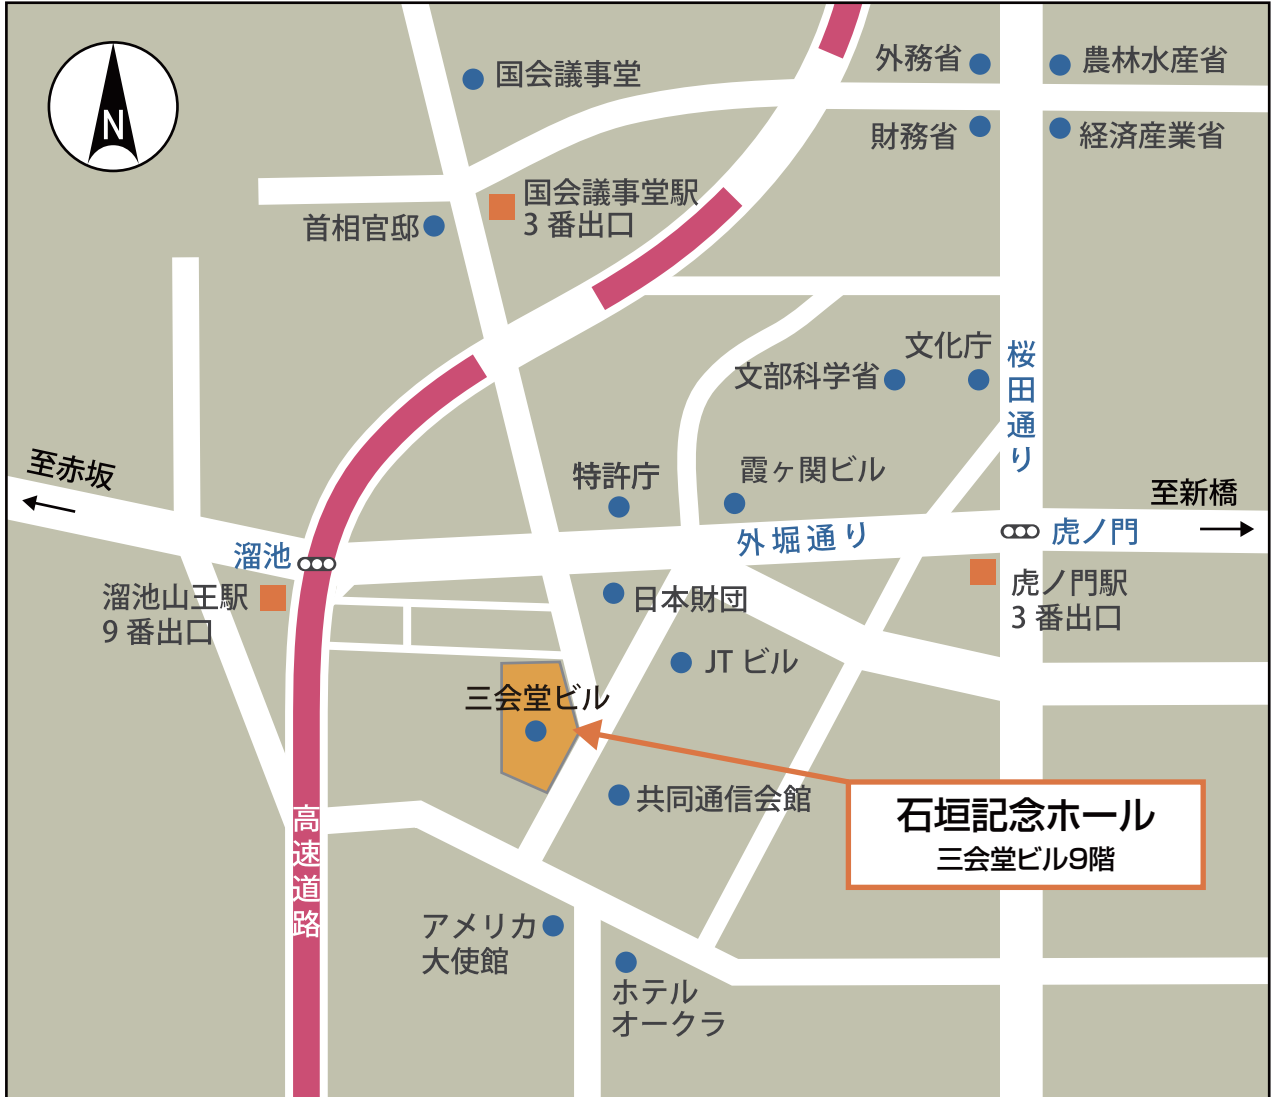 N
国会議事堂
外務省
農林水産省
財務省
経済産業省
国会議事堂駅
3 番出口
首相官邸
文化庁
文部科学省
桜田通り
至赤坂
特許庁
霞ヶ関ビル
至新橋
外堀通り
虎ノ門
溜池
溜池山王駅
9 番出口
日本財団
虎ノ門駅
3 番出口
JT ビル
三会堂ビル
共同通信会館
石垣記念ホール
三会堂ビル9階
高速道路
アメリカ
大使館
ホテル
オークラ